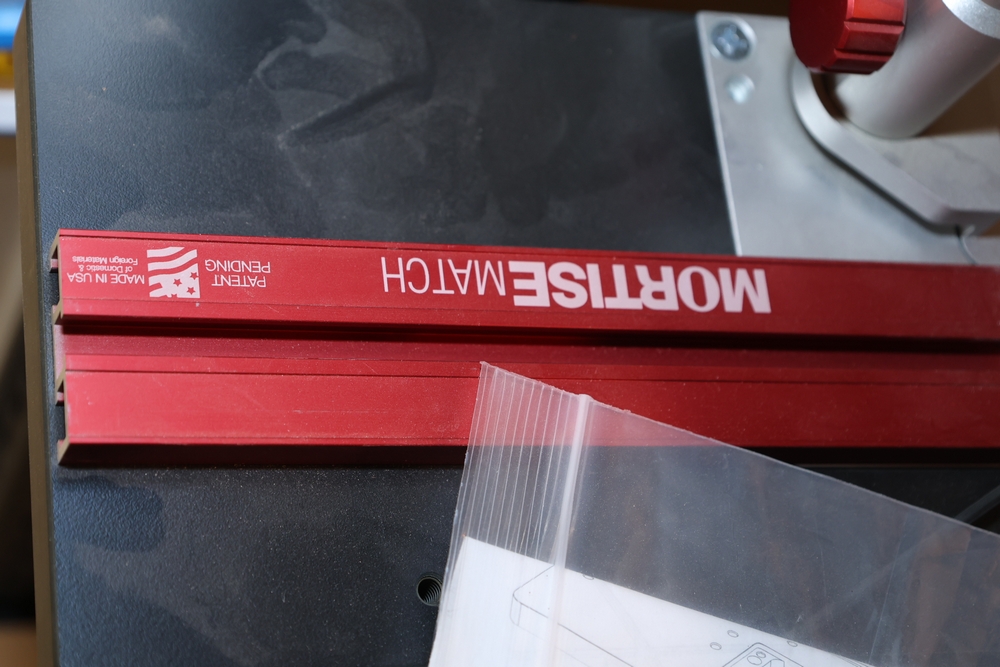 MORTISEMATCH
PATENT
PENDING
MADE IN USA
of Domestic &
Foreign Materials